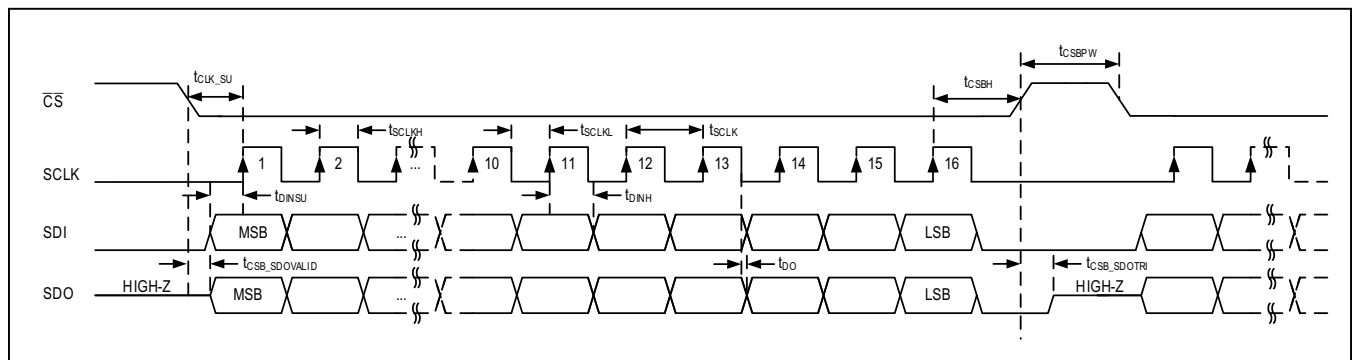 tCLK_SU
tCSBPW
tCSBH
CS
tSCLKH
tSCLKL
tSCLK
SCLK
1
2
...
10
11
12
13
14
15
16
tDINSU
tDINH
SDI
MSB
...
LSB
tCSB_SDOVALID
tDO
tCSB_SDOTRI
SDO
HIGH-Z
MSB
...
LSB
HIGH-Z